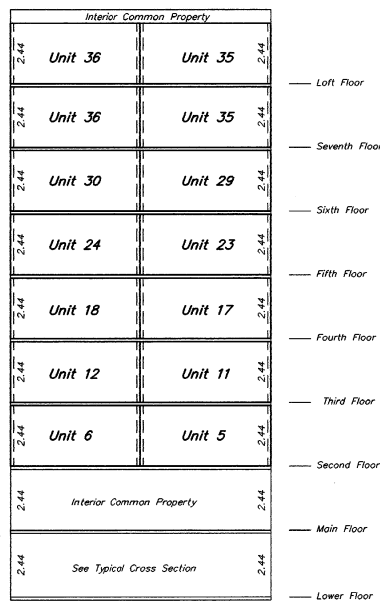 Interior Common Property
2.44 Unit 36 Unit 35 2.44
Loft Floor
2.44 Unit 36 Unit 35 2.44
Seventh Floor
2.44 Unit 30 Unit 29 2.44
Sixth Floor
2.44 Unit 24 Unit 23 2.44
Fifth Floor
2.44 Unit 18 Unit 17 2.44
Fourth Floor
2.44 Unit 12 Unit 11 2.44
Third Floor
2.44 Unit 6 Unit 5 2.44
Second Floor
2.44 Interior Common Property 2.44
Main Floor
2.44 See Typical Cross Section 2.44
Lower Floor